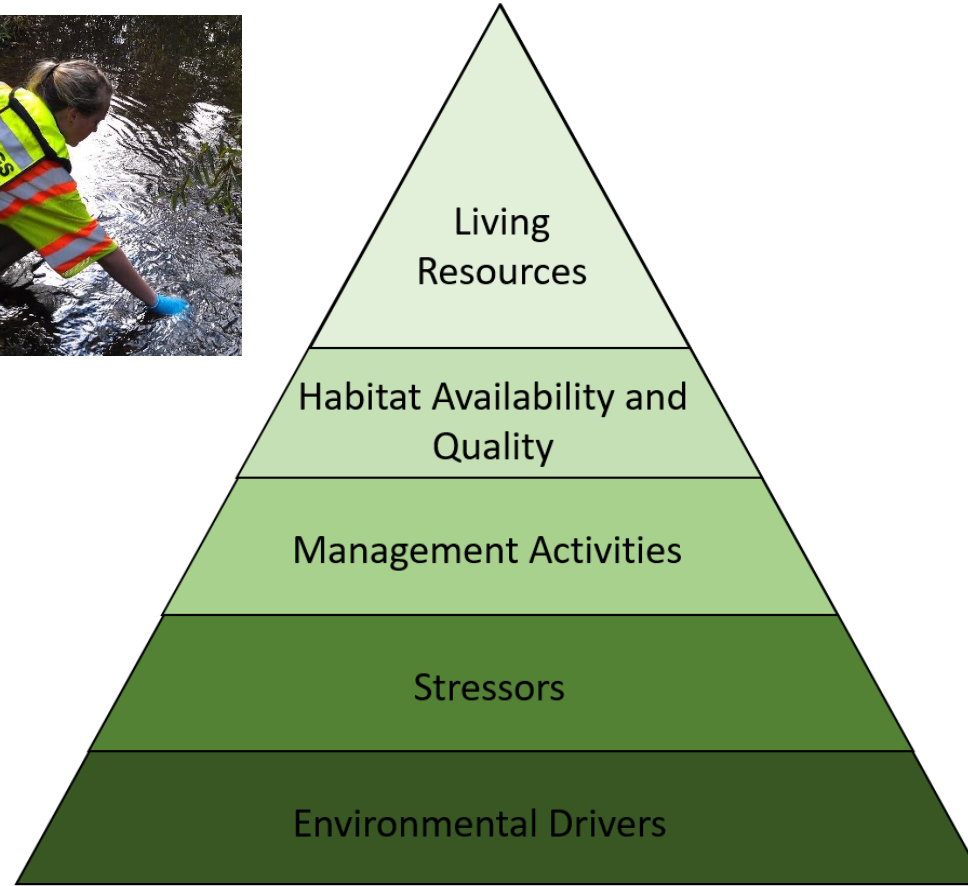 Living
Resources
Habitat Availability and
Quality
Management Activities
Stressors
Environmental Drivers